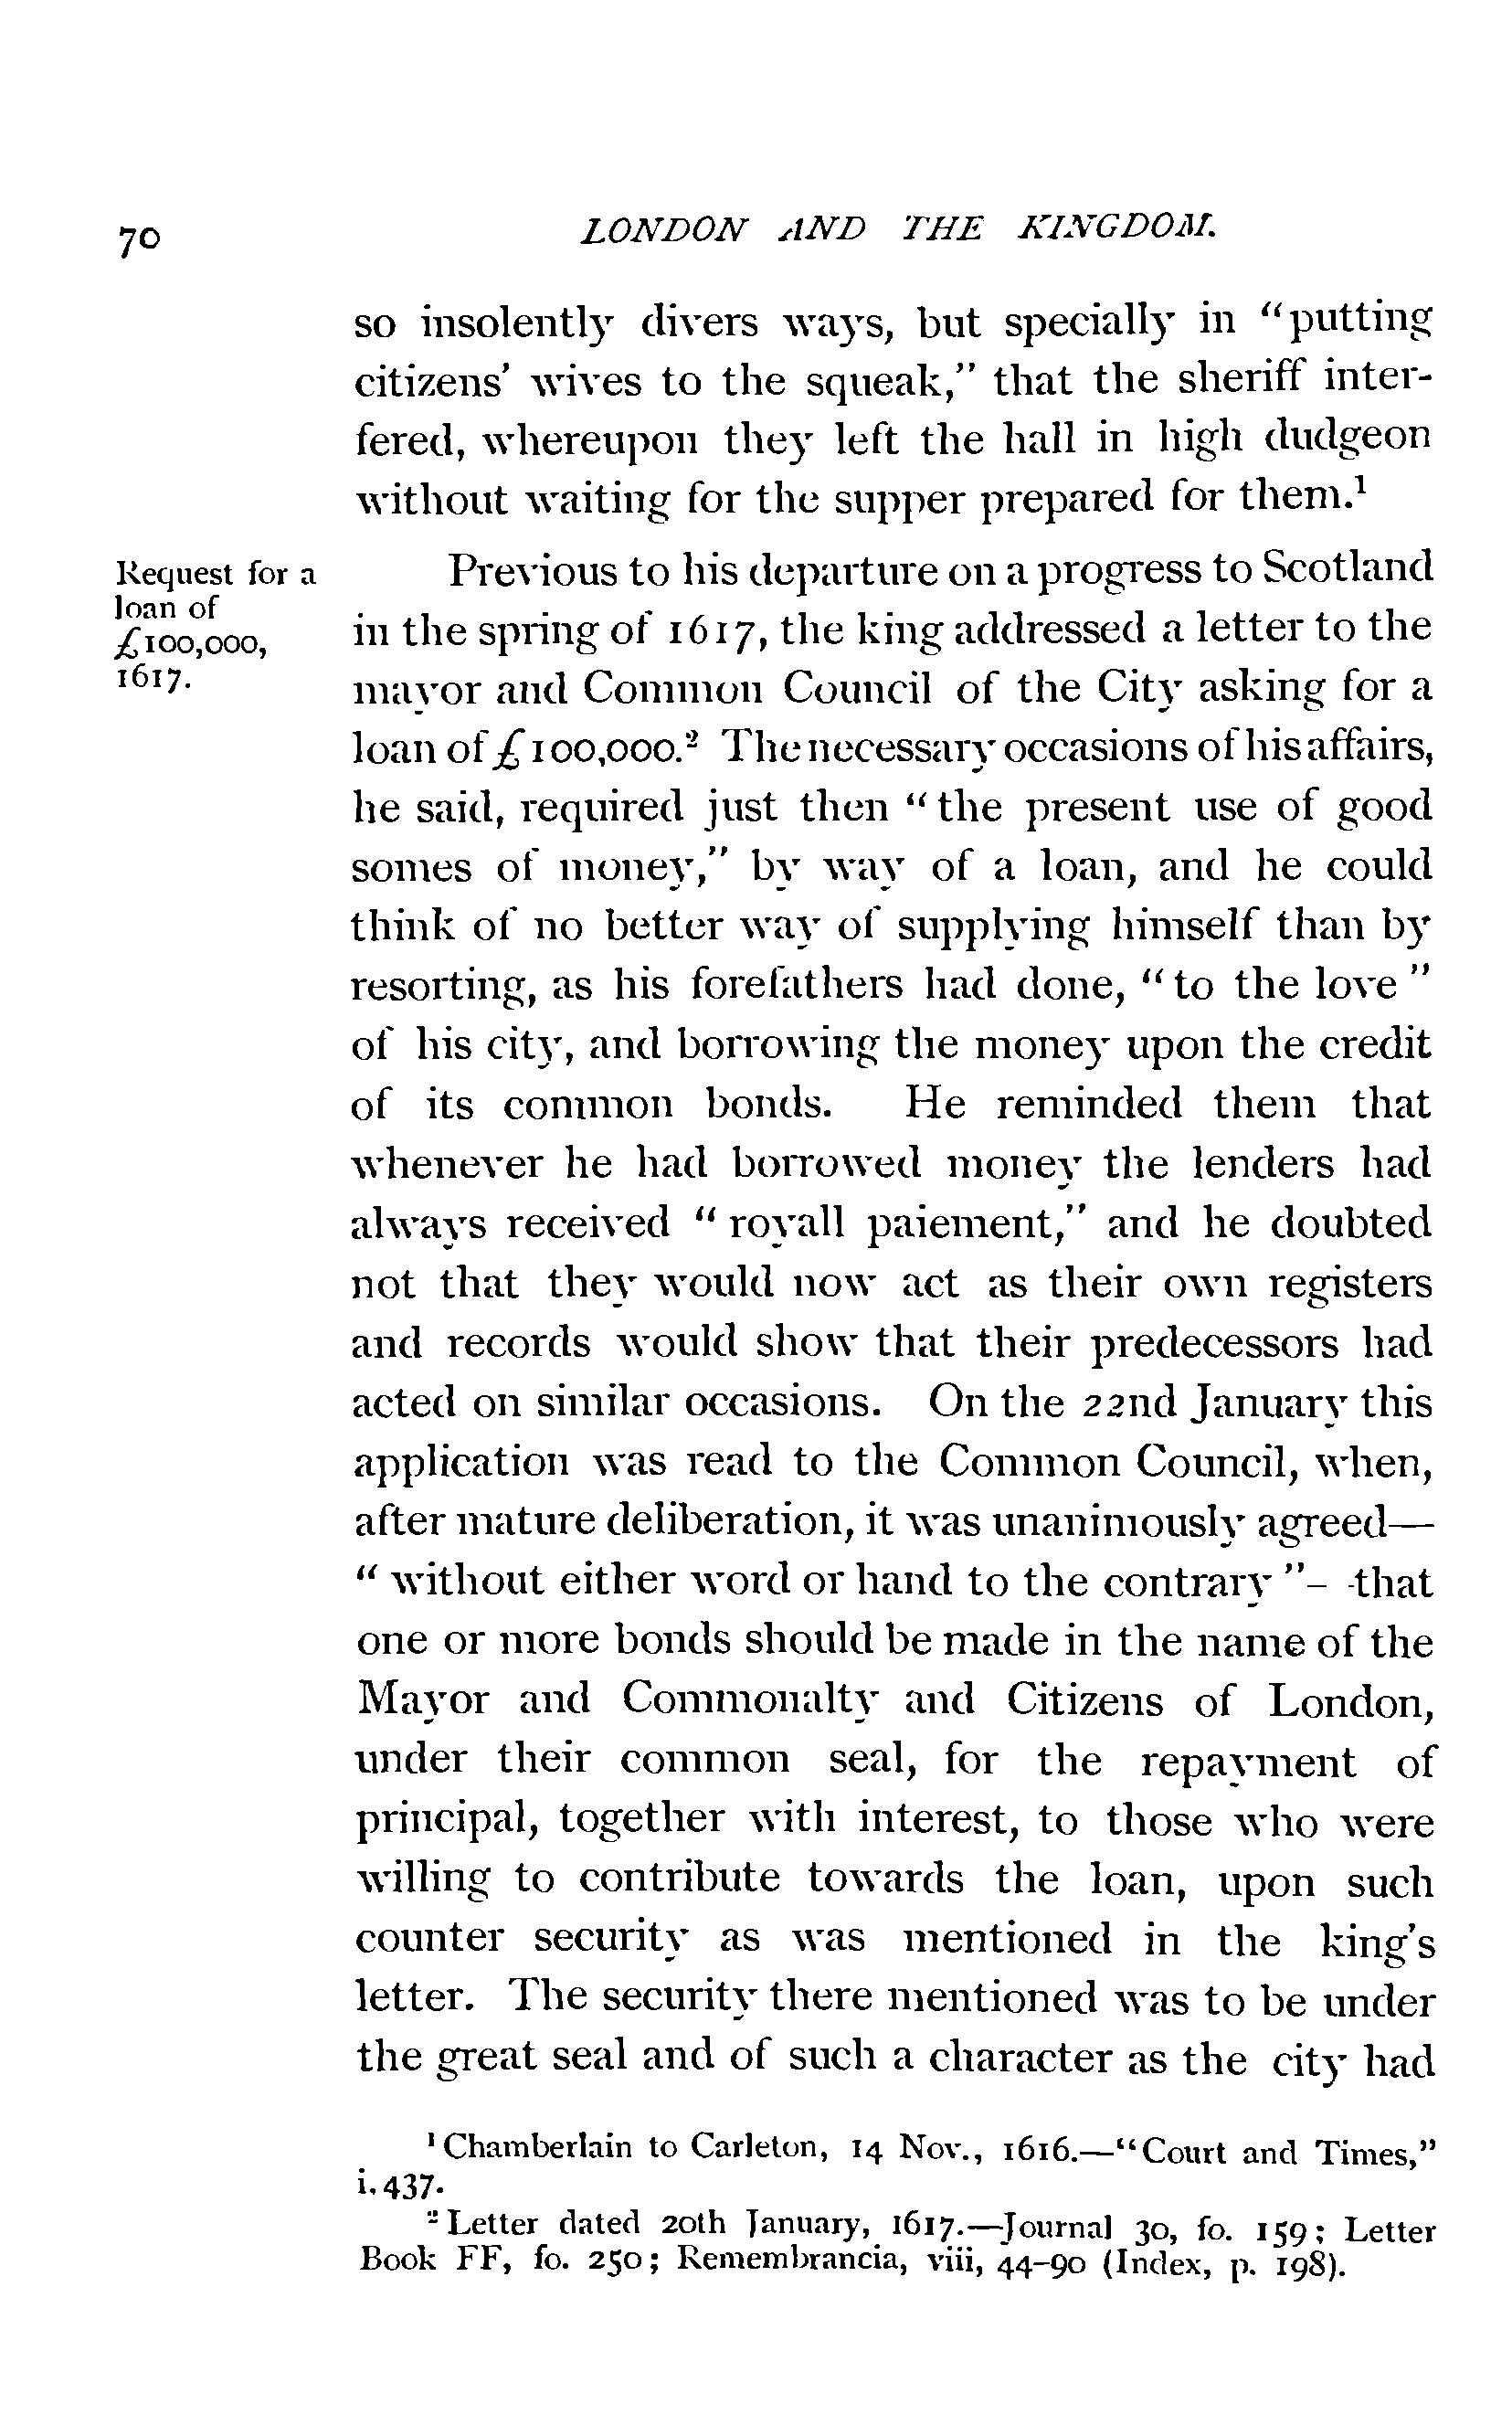 70
LONDON AND THE KINGDOM.
so insolently divers ways, but specially in “putting
citizens’ wives to the squeak,” that the sheriff inter-
fered, whereupon they left the hall in high dudgeon
without waiting for the supper prepared for them.¹
Request for a
loan of
£100,000,
1617.
Previous to his departure on a progress to Scotland
in the spring of 1617, the king addressed a letter to the
mayor and Common Council of the City asking for a
loan of £100,000.² The necessary occasions of his affairs,
he said, required just then “the present use of good
somes of money,” by way of a loan, and he could
think of no better way of supplying himself than by
resorting, as his forefathers had done, “to the love”
of his city, and borrowing the money upon the credit
of its common bonds. He reminded them that
whenever he had borrowed money the lenders had
always received “royall paiement,” and he doubted
not that they would now act as their own registers
and records would show that their predecessors had
acted on similar occasions. On the 22nd January this
application was read to the Common Council, when,
after mature deliberation, it was unanimously agreed—
“without either word or hand to the contrary”—that
one or more bonds should be made in the name of the
Mayor and Commonalty and Citizens of London,
under their common seal, for the repayment of
principal, together with interest, to those who were
willing to contribute towards the loan, upon such
counter security as was mentioned in the king’s
letter. The security there mentioned was to be under
the great seal and of such a character as the city had
¹ Chamberlain to Carleton, 14 Nov., 1616.—“Court and Times,”
i. 437.
² Letter dated 20th January, 1617.—Journal 30, fo. 159; Letter
Book FF, fo. 250; Remembrancia, viii, 44–90 (Index, p. 198).